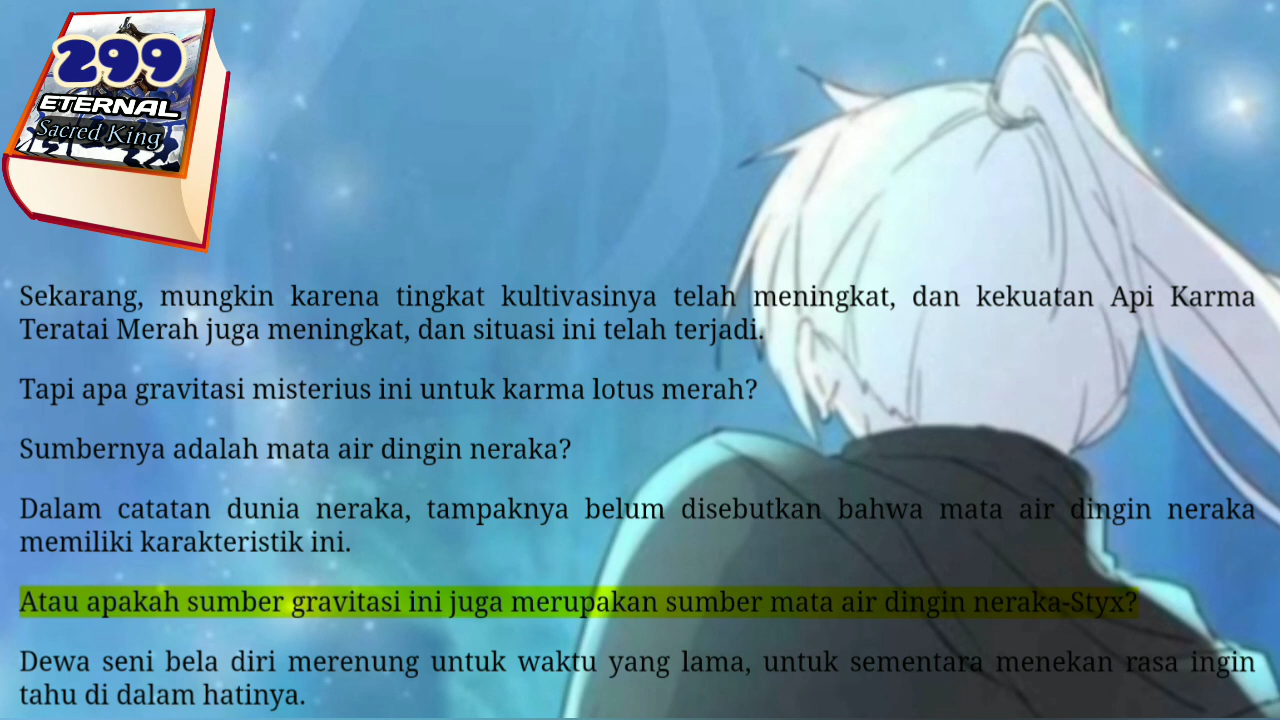 299
ETERNAL
Sacred King
Sekarang, mungkin karena tingkat kultivasinya telah meningkat, dan kekuatan Api Karma
Teratai Merah juga meningkat, dan situasi ini telah terjadi.
Tapi apa gravitasi misterius ini untuk karma lotus merah?
Sumbernya adalah mata air dingin neraka?
Dalam catatan dunia neraka, tampaknya belum disebutkan bahwa mata air dingin neraka
memiliki karakteristik ini.
Atau apakah sumber gravitasi ini juga merupakan sumber mata air dingin neraka-Styx?
Dewa seni bela diri merenung untuk waktu yang lama, untuk sementara menekan rasa ingin
tahu di dalam hatinya.